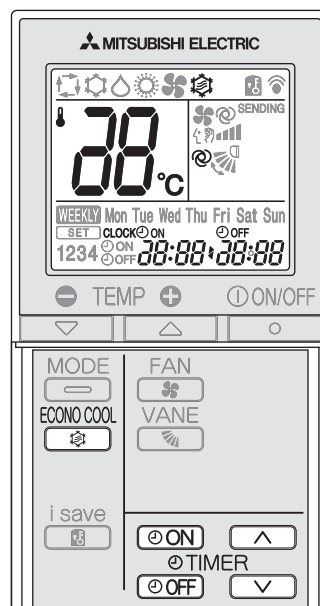 MITSUBISHI ELECTRIC
SENDING
88°C
WEEKLY Mon Tue Wed Thu Fri Sat Sun
SET CLOCK ON OFF
1234 ON OFF 88:88 88:88
TEMP ON/OFF
MODE FAN
ECONO COOL VANE
i save
ON
TIMER
OFF